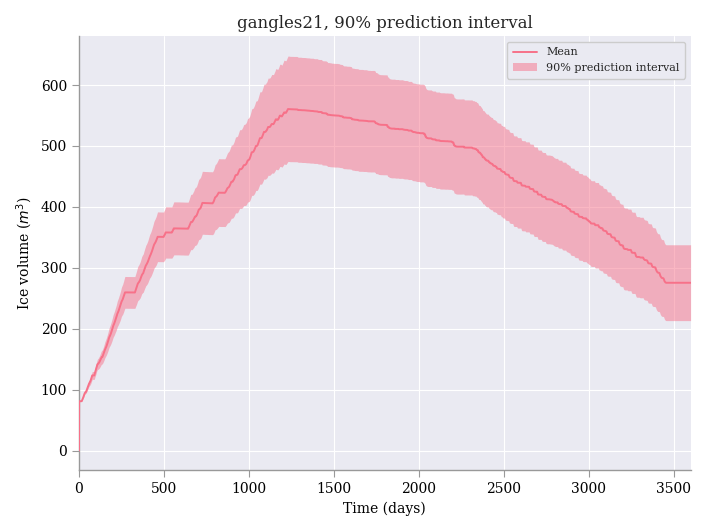 gangles21, 90% prediction interval
Mean
90% prediction interval
600
500
400
300
200
100
0
Ice volume (m³)
0 500 1000 1500 2000 2500 3000 3500
Time (days)